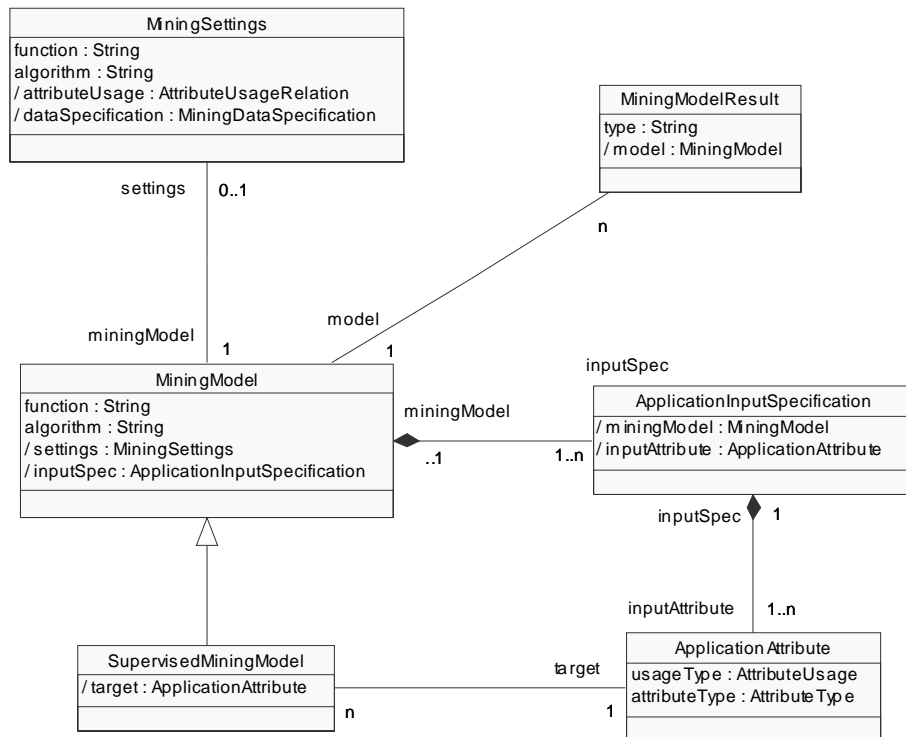 MiningSettings
function : String
algorithm : String
/ attributeUsage : AttributeUsageRelation
/ dataSpecification : MiningDataSpecification
MiningModelResult
type : String
/ model : MiningModel
settings
0..1
n
model
miningModel
1
1
inputSpec
MiningModel
function : String
algorithm : String
/ settings : MiningSettings
/ inputSpec : ApplicationInputSpecification
miningModel
..1
1..n
ApplicationInputSpecification
/ miningModel : MiningModel
/ inputAttribute : ApplicationAttribute
inputSpec
1
inputAttribute
1..n
SupervisedMiningModel
/ target : ApplicationAttribute
target
n
1
ApplicationAttribute
usageType : AttributeUsage
attributeType : AttributeType